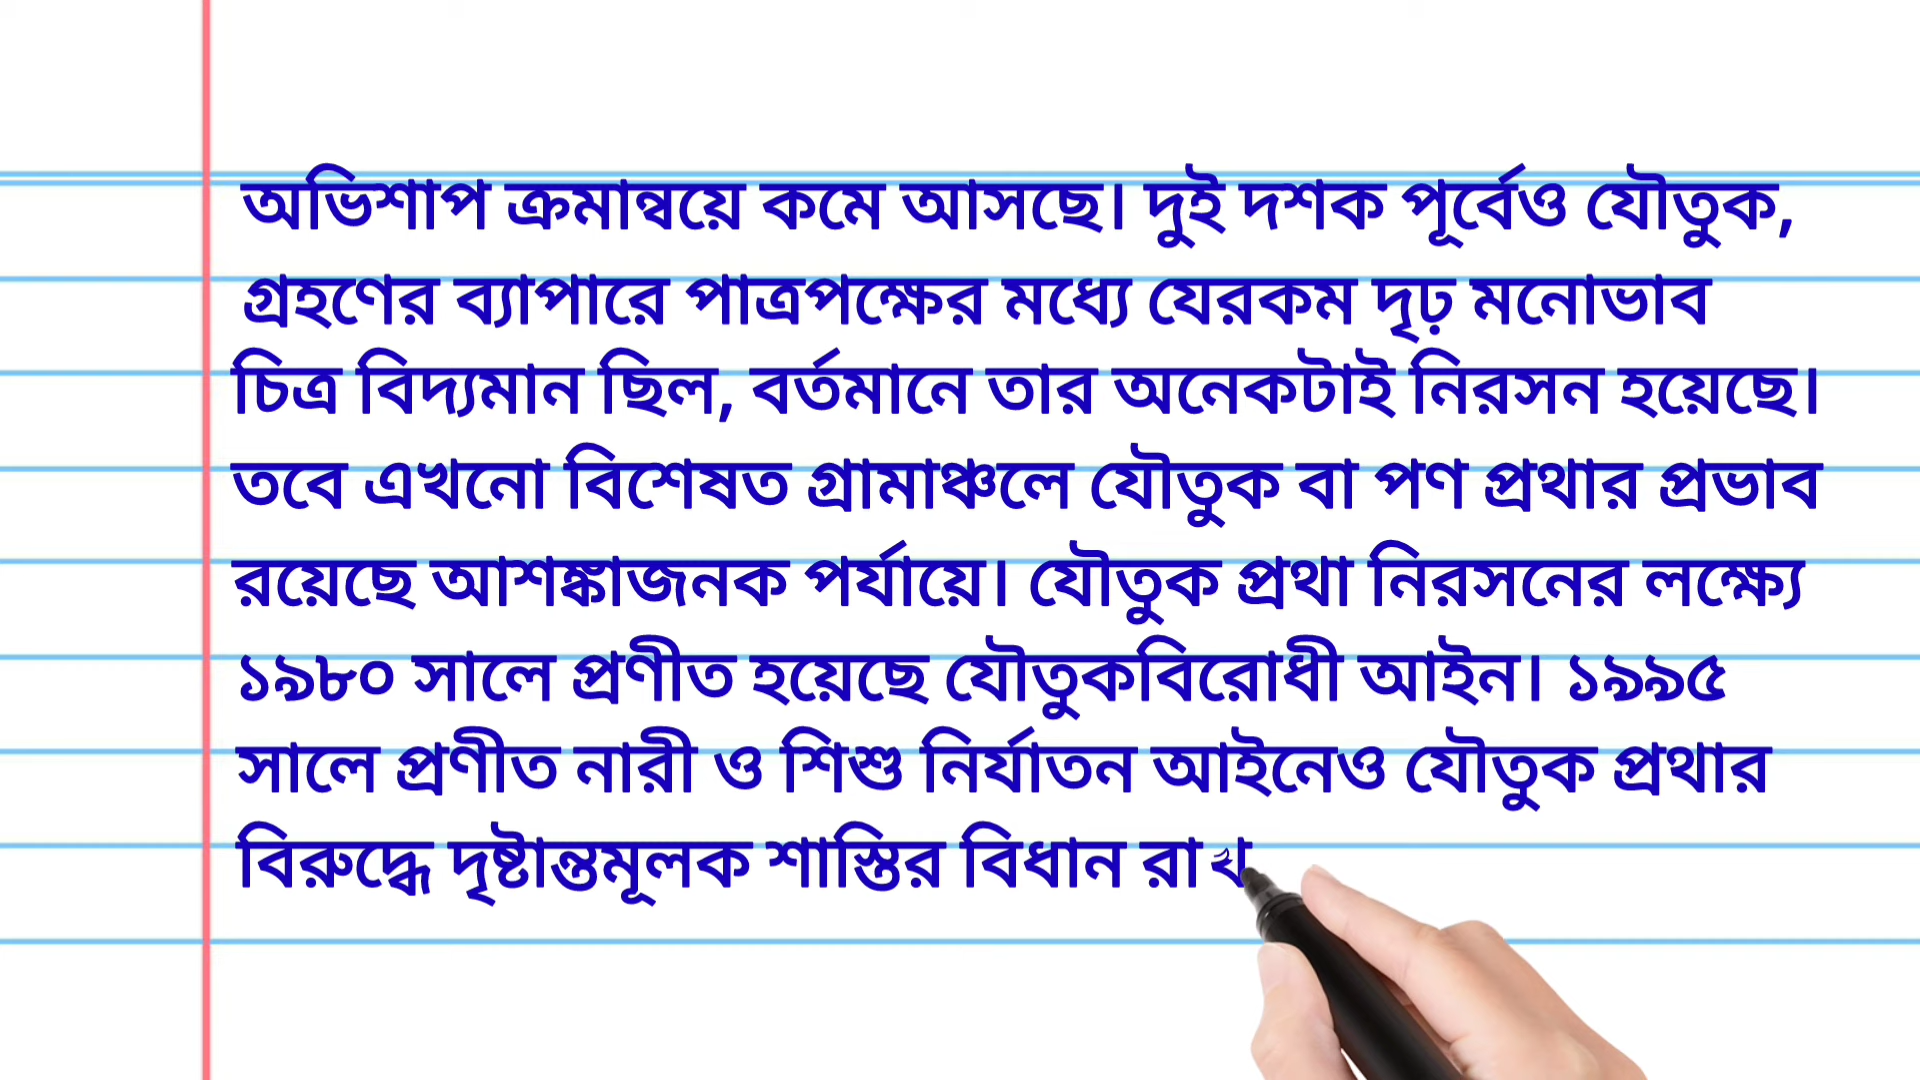 অভিশাপ ক্রমান্বয়ে কমে আসছে। দুই দশক পূর্বেও যৌতুক,
গ্রহণের ব্যাপারে পাত্রপক্ষের মধ্যে যেরকম দৃঢ় মনোভাব
চিত্র বিদ্যমান ছিল, বর্তমানে তার অনেকটাই নিরসন হয়েছে।
তবে এখনো বিশেষত গ্রামাঞ্চলে যৌতুক বা পণ প্রথার প্রভাব
রয়েছে আশঙ্কাজনক পর্যায়ে। যৌতুক প্রথা নিরসনের লক্ষ্যে
১৯৮০ সালে প্রণীত হয়েছে যৌতুকবিরোধী আইন। ১৯৯৫
সালে প্রণীত নারী ও শিশু নির্যাতন আইনেও যৌতুক প্রথার
বিরুদ্ধে দৃষ্টান্তমূলক শাস্তির বিধান রাখ